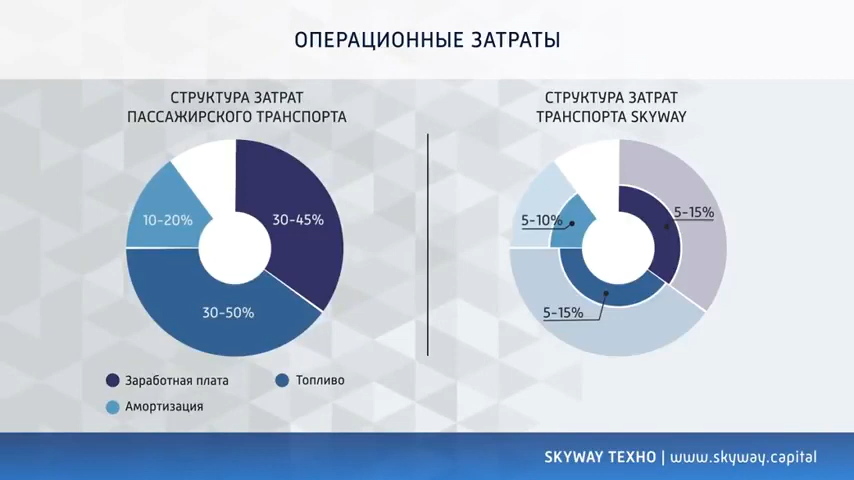 ОПЕРАЦИОННЫЕ ЗАТРАТЫ
СТРУКТУРА ЗАТРАТ
ПАССАЖИРСКОГО ТРАНСПОРТА
10-20%
30-45%
30-50%
СТРУКТУРА ЗАТРАТ
ТРАНСПОРТА SKYWAY
5-10%
5-15%
5-15%
Заработная плата
Топливо
Амортизация
SKYWAY ТЕХНО | www.skyway.capital